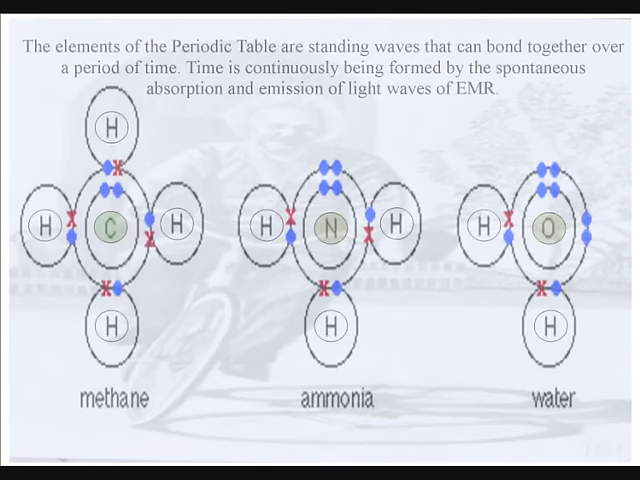 The elements of the Periodic Table are standing waves that can bond together over
a period of time. Time is continuously being formed by the spontaneous
absorption and emission of light waves of EMR.
H
H C H
H
methane
H N H
H
ammonia
H O
H
water